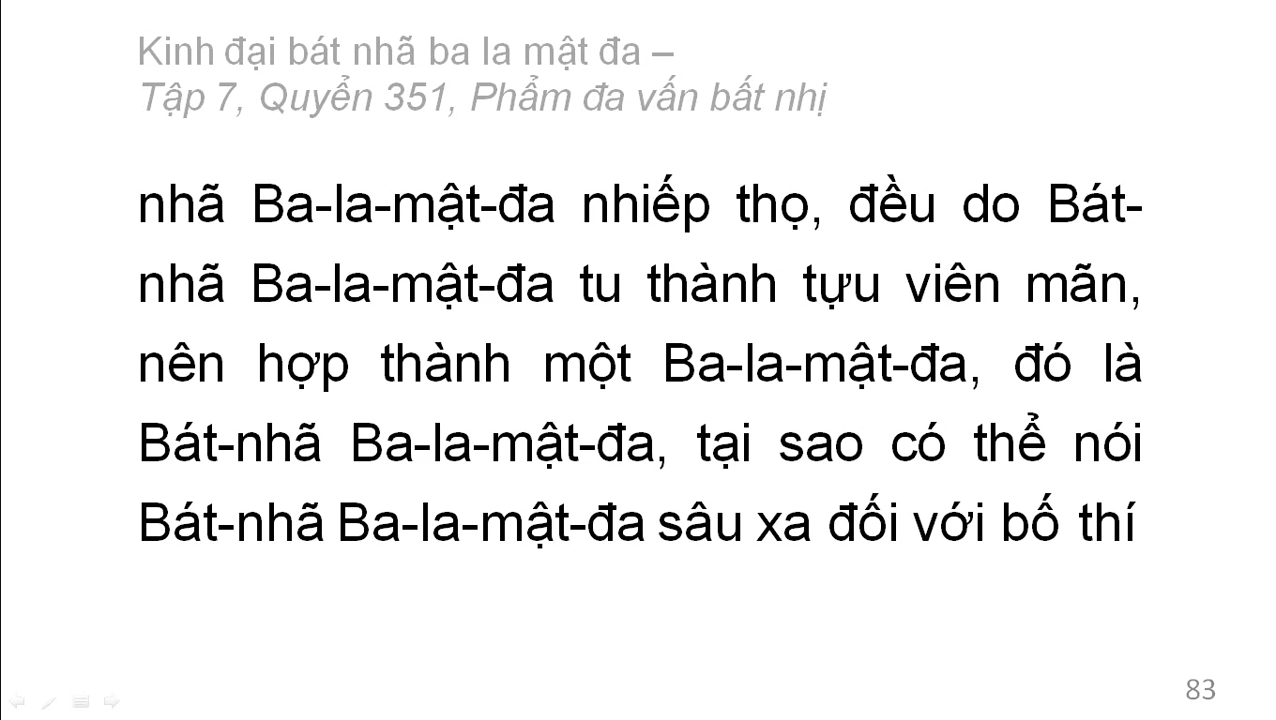 Kinh đại bát nhã ba la mật đa –
Tập 7, Quyển 351, Phẩm đa vấn bất nhị
nhã Ba-la-mật-đa nhiếp thọ, đều do Bát-
nhã Ba-la-mật-đa tu thành tựu viên mãn,
nên hợp thành một Ba-la-mật-đa, đó là
Bát-nhã Ba-la-mật-đa, tại sao có thể nói
Bát-nhã Ba-la-mật-đa sâu xa đối với bố thí
83